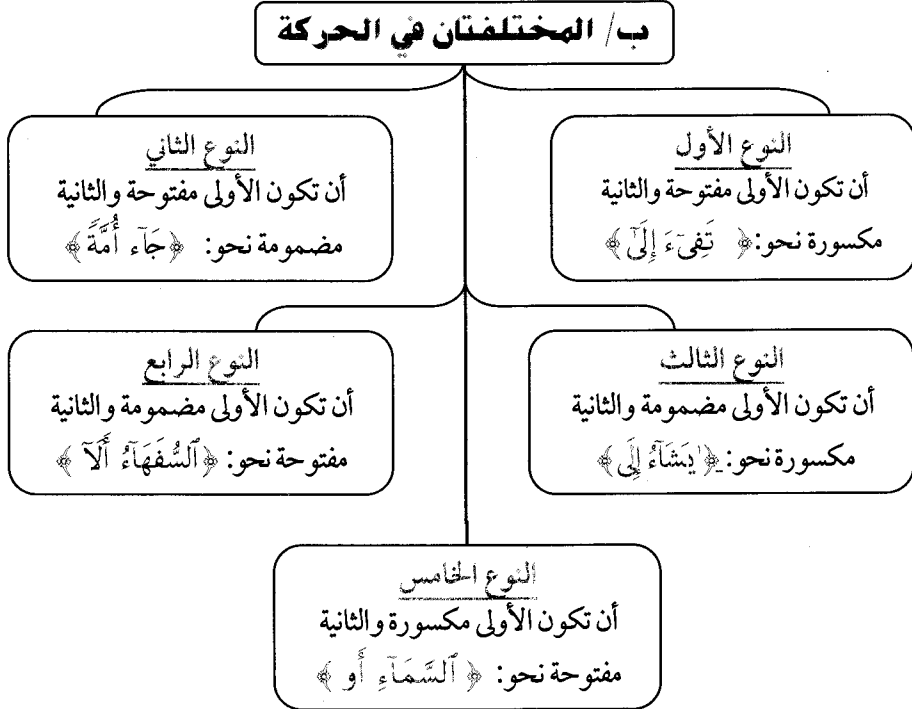 ب/ المختلفتان في الحركة
النوع الأول
أن تكون الأولى مفتوحة والثانية
مكسورة نحو: ﴿ تَفِىٓءَ إِلَىٰٓ ﴾
النوع الثاني
أن تكون الأولى مفتوحة والثانية
مضمومة نحو: ﴿جَآءَ أُمَّةً﴾
النوع الثالث
أن تكون الأولى مضمومة والثانية
مكسورة نحو: ﴿يَشَآءُ إِلَى﴾
النوع الرابع
أن تكون الأولى مضمومة والثانية
مفتوحة نحو: ﴿ٱلسُّفَهَآءُ أَلَآ ﴾
النوع الخامس
أن تكون الأولى مكسورة والثانية
مفتوحة نحو: ﴿ ٱلسَّمَآءِ أَو ﴾